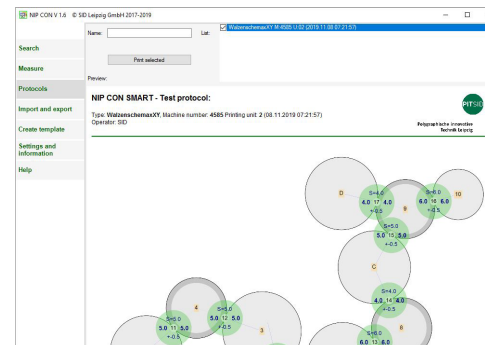 NIP CON V 1.6 © SID Leipzig GmbH 2017-2019
Name:
List:
WalzenschemaXY M:4585 U:02 (2019.11.08 07:21:57)
Print selected
Preview:
Search
Measure
Protocols
Import and export
Create template
Settings and
information
Help
NIP CON SMART - Test protocol:
Type: WalzenschemaXY, Machine number: 4585 Printing unit: 2 (08.11.2019 07:21:57)
Operator: SID
PITSID
Polygraphische innovative
Technik Leipzig
D
S=4.0
4.0 17 4.0
+-0.5
9
S=6.0
6.0 16 6.0
+-0.5
10
S=5.0
5.0 15 5.0
+-0.5
C
S=4.0
4.0 14 4.0
+-0.5
4
S=5.0
5.0 11 5.0
+-0.5
S=5.0
5.0 12 5.0
+-0.5
3
8
S=6.0
6.0 13 6.0